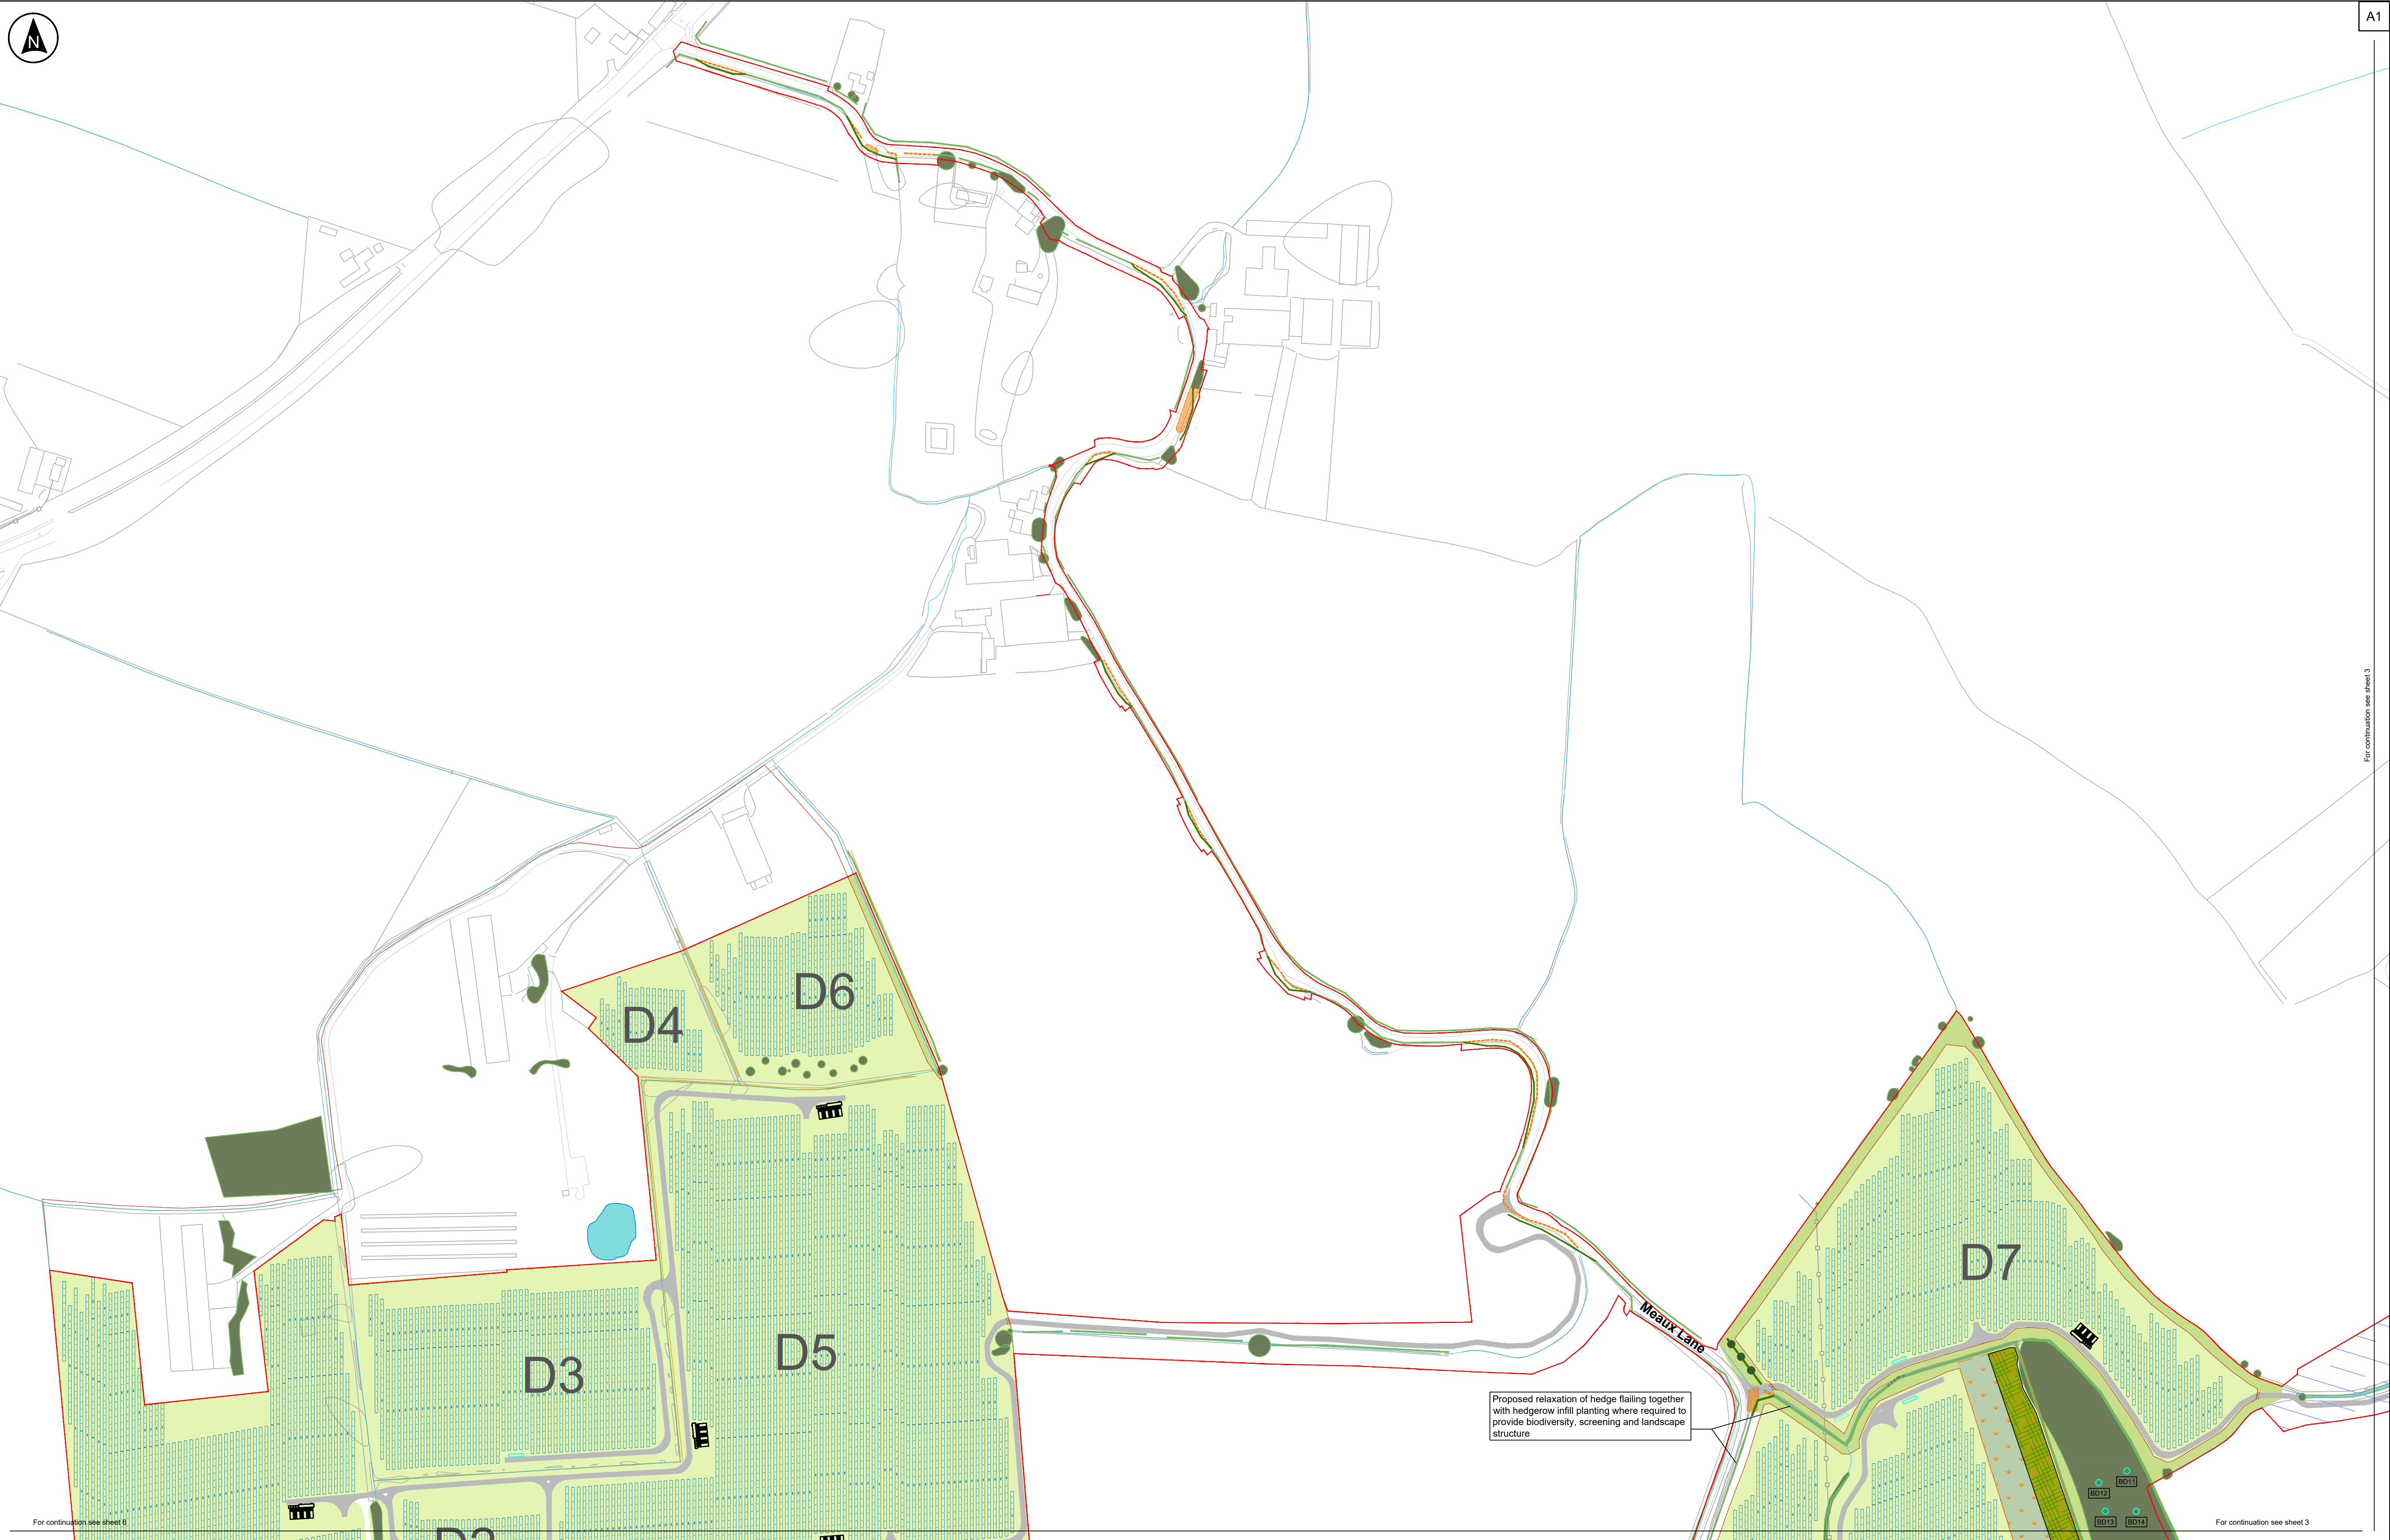 N
A1
For continuation see sheet 3
D6
D4
D7
D3
D5
Meaux Lane
Proposed relaxation of hedge flailing together
with hedgerow infill planting where required to
provide biodiversity, screening and landscape
structure
BD11
BD12
BD13
BD14
For continuation see sheet 6
For continuation see sheet 3